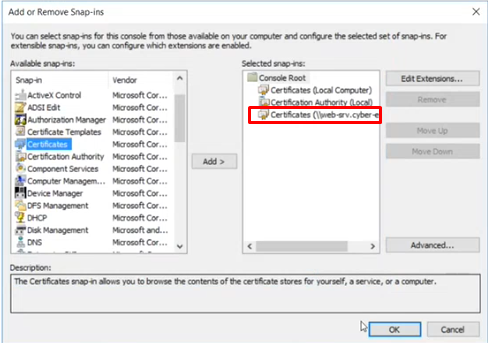 Add or Remove Snap-ins
You can select snap-ins for this console from those available on your computer and configure the selected set of snap-ins. For
extensible snap-ins, you can configure which extensions are enabled.
Available snap-ins:
Selected snap-ins:
Snap-in Vendor
ActiveX Control Microsoft Cor...
ADSI Edit Microsoft Cor...
Authorization Manager Microsoft Cor...
Certificate Templates Microsoft Cor...
Certificates Microsoft Cor...
Certification Authority Microsoft Cor...
Component Services Microsoft Cor...
Computer Managem... Microsoft Cor...
Device Manager Microsoft Cor...
DFS Management Microsoft Cor...
DHCP Microsoft Cor...
Disk Management Microsoft and...
DNS Microsoft Cor...
Add >
Console Root
Certificates (Local Computer)
Certification Authority (Local)
Certificates (\\web-srv.cyber-e
Edit Extensions...
Remove
Move Up
Move Down
Advanced...
Description:
The Certificates snap-in allows you to browse the contents of the certificate stores for yourself, a service, or a computer.
OK
Cancel